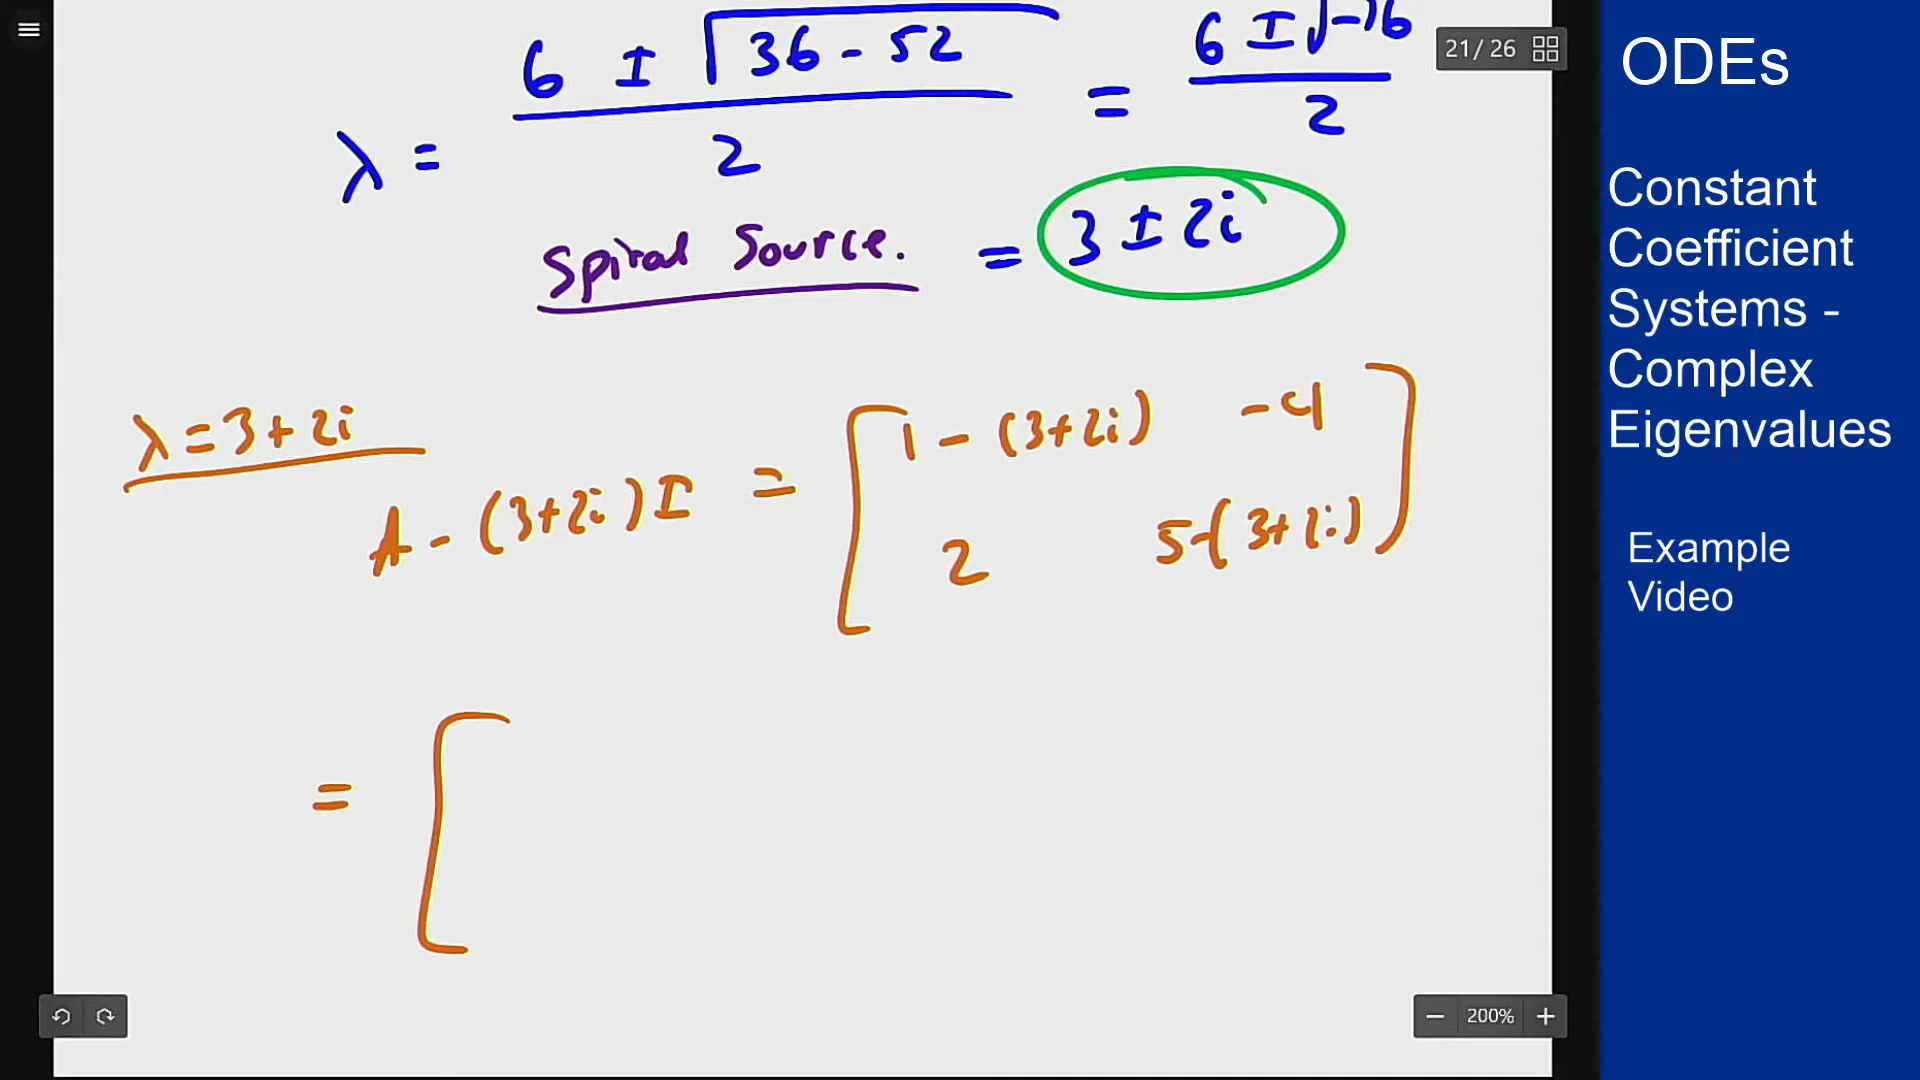 λ = (6 ± √(36 - 52)) / 2 = (6 ± √-16) / 2
Spiral Source. = 3 ± 2i
λ = 3 + 2i
A - (3+2i) I = [ 1 - (3+2i) -4
2 5-(3+2i) ]
= [
21 / 26
200%
ODEs
Constant
Coefficient
Systems -
Complex
Eigenvalues
Example
Video